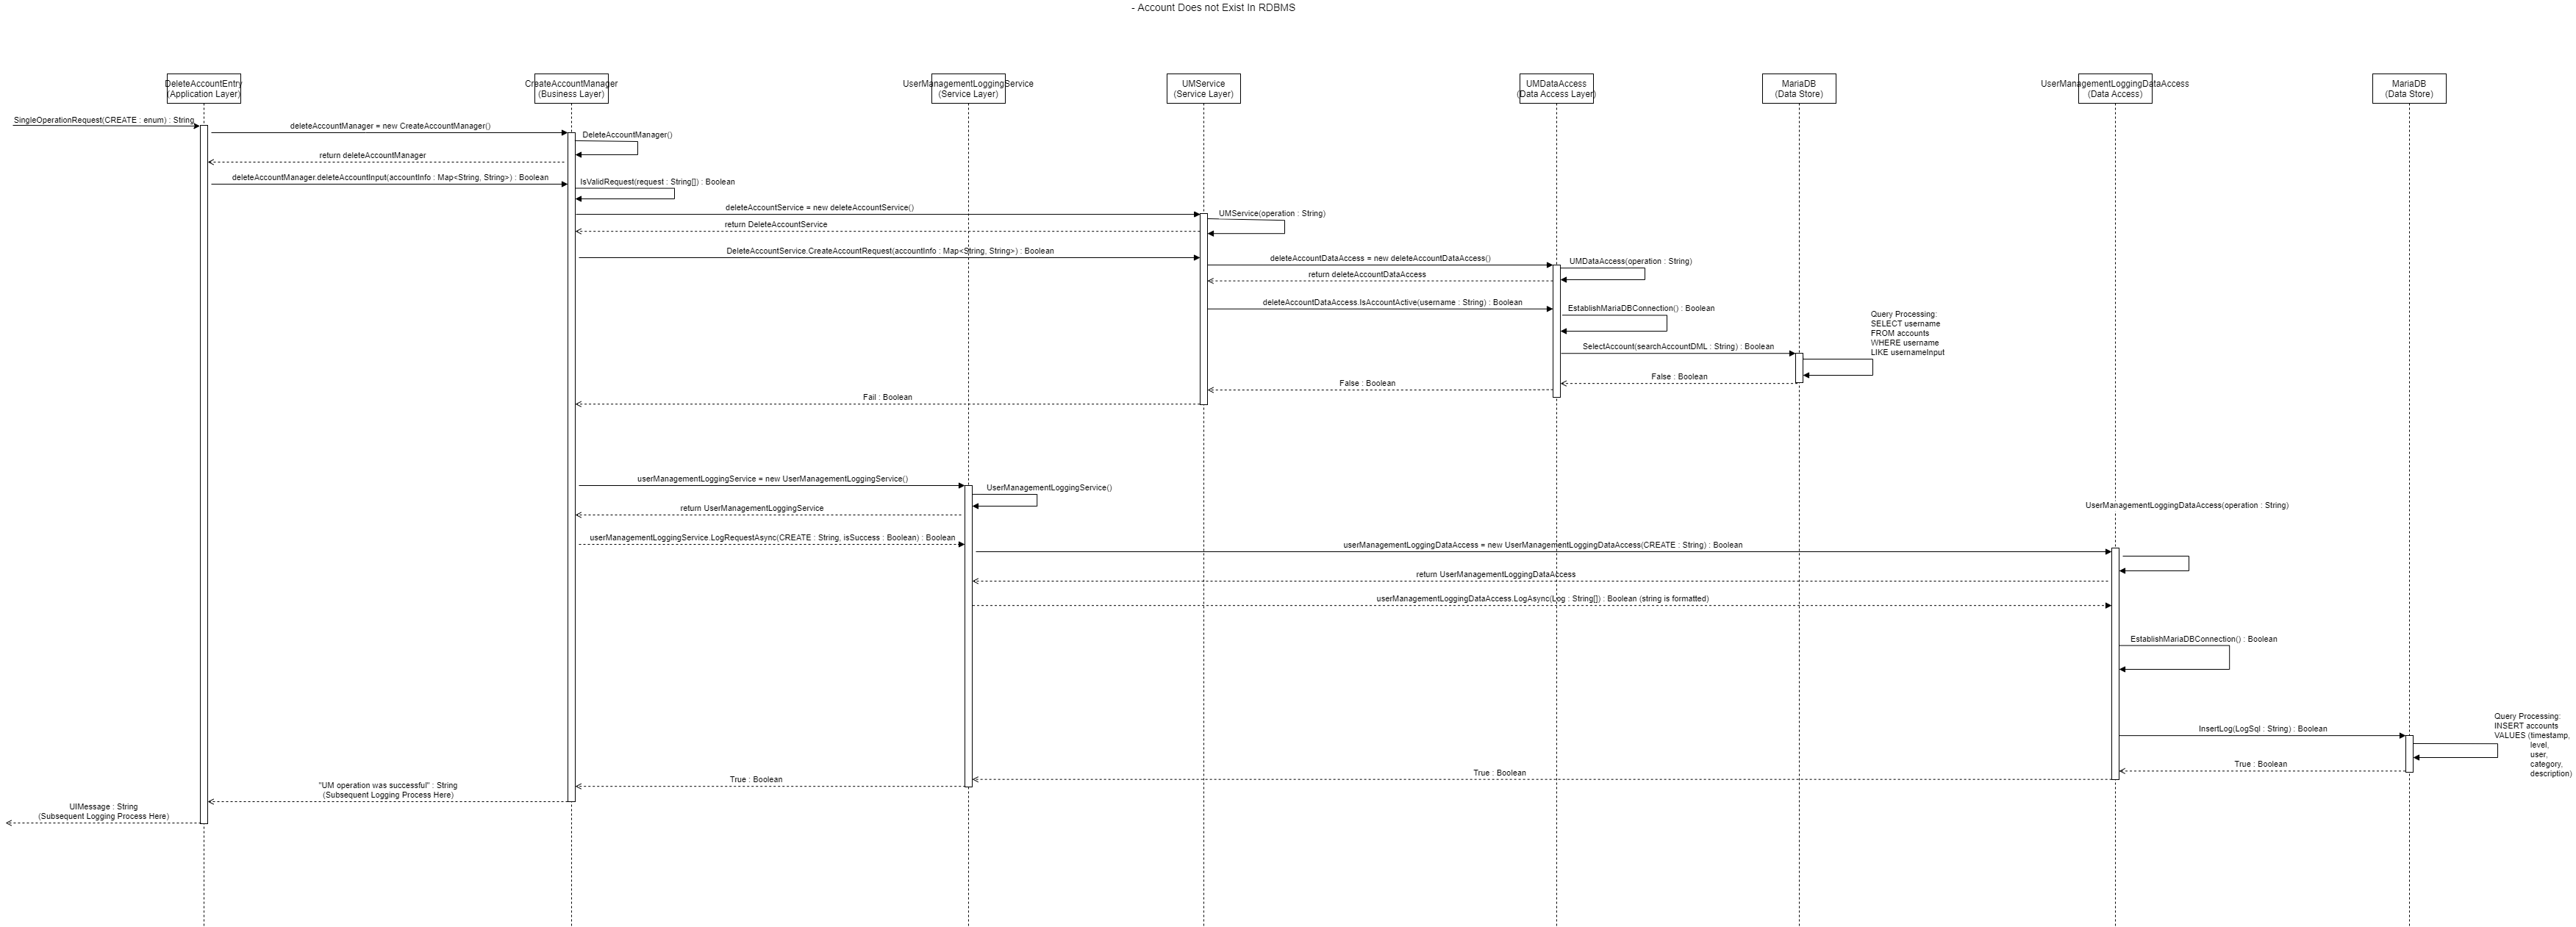 - Account Does not Exist In RDBMS
DeleteAccountEntry
(Application Layer)
CreateAccountManager
(Business Layer)
UserManagementLoggingService
(Service Layer)
UMService
(Service Layer)
UMDataAccess
(Data Access Layer)
MariaDB
(Data Store)
UserManagementLoggingDataAccess
(Data Access)
MariaDB
(Data Store)
SingleOperationRequest(CREATE : enum) : String
deleteAccountManager = new CreateAccountManager()
DeleteAccountManager()
return deleteAccountManager
deleteAccountManager.deleteAccountInput(accountInfo : Map<String, String>) : Boolean
IsValidRequest(request : String[]) : Boolean
deleteAccountService = new deleteAccountService()
UMService(operation : String)
return DeleteAccountService
DeleteAccountService.CreateAccountRequest(accountInfo : Map<String, String>) : Boolean
deleteAccountDataAccess = new deleteAccountDataAccess()
UMDataAccess(operation : String)
return deleteAccountDataAccess
deleteAccountDataAccess.IsAccountActive(username : String) : Boolean
EstablishMariaDBConnection() : Boolean
Query Processing:
SELECT username
FROM accounts
WHERE username
LIKE usernameInput
SelectAccount(searchAccountDML : String) : Boolean
False : Boolean
False : Boolean
Fail : Boolean
userManagementLoggingService = new UserManagementLoggingService()
UserManagementLoggingService()
return UserManagementLoggingService
UserManagementLoggingDataAccess(operation : String)
userManagementLoggingService.LogRequestAsync(CREATE : String, isSuccess : Boolean) : Boolean
userManagementLoggingDataAccess = new UserManagementLoggingDataAccess(CREATE : String) : Boolean
return UserManagementLoggingDataAccess
userManagementLoggingDataAccess.LogAsync(Log : String[]) : Boolean (string is formatted)
EstablishMariaDBConnection() : Boolean
Query Processing:
INSERT accounts
VALUES (timestamp,
level,
user,
category,
description)
InsertLog(LogSql : String) : Boolean
True : Boolean
True : Boolean
True : Boolean
"UM operation was successful" : String
(Subsequent Logging Process Here)
UIMessage : String
(Subsequent Logging Process Here)